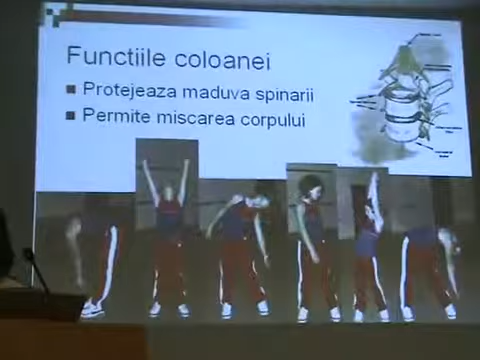 Functiile coloanei
Protejeaza maduva spinarii
Permite miscarea corpului